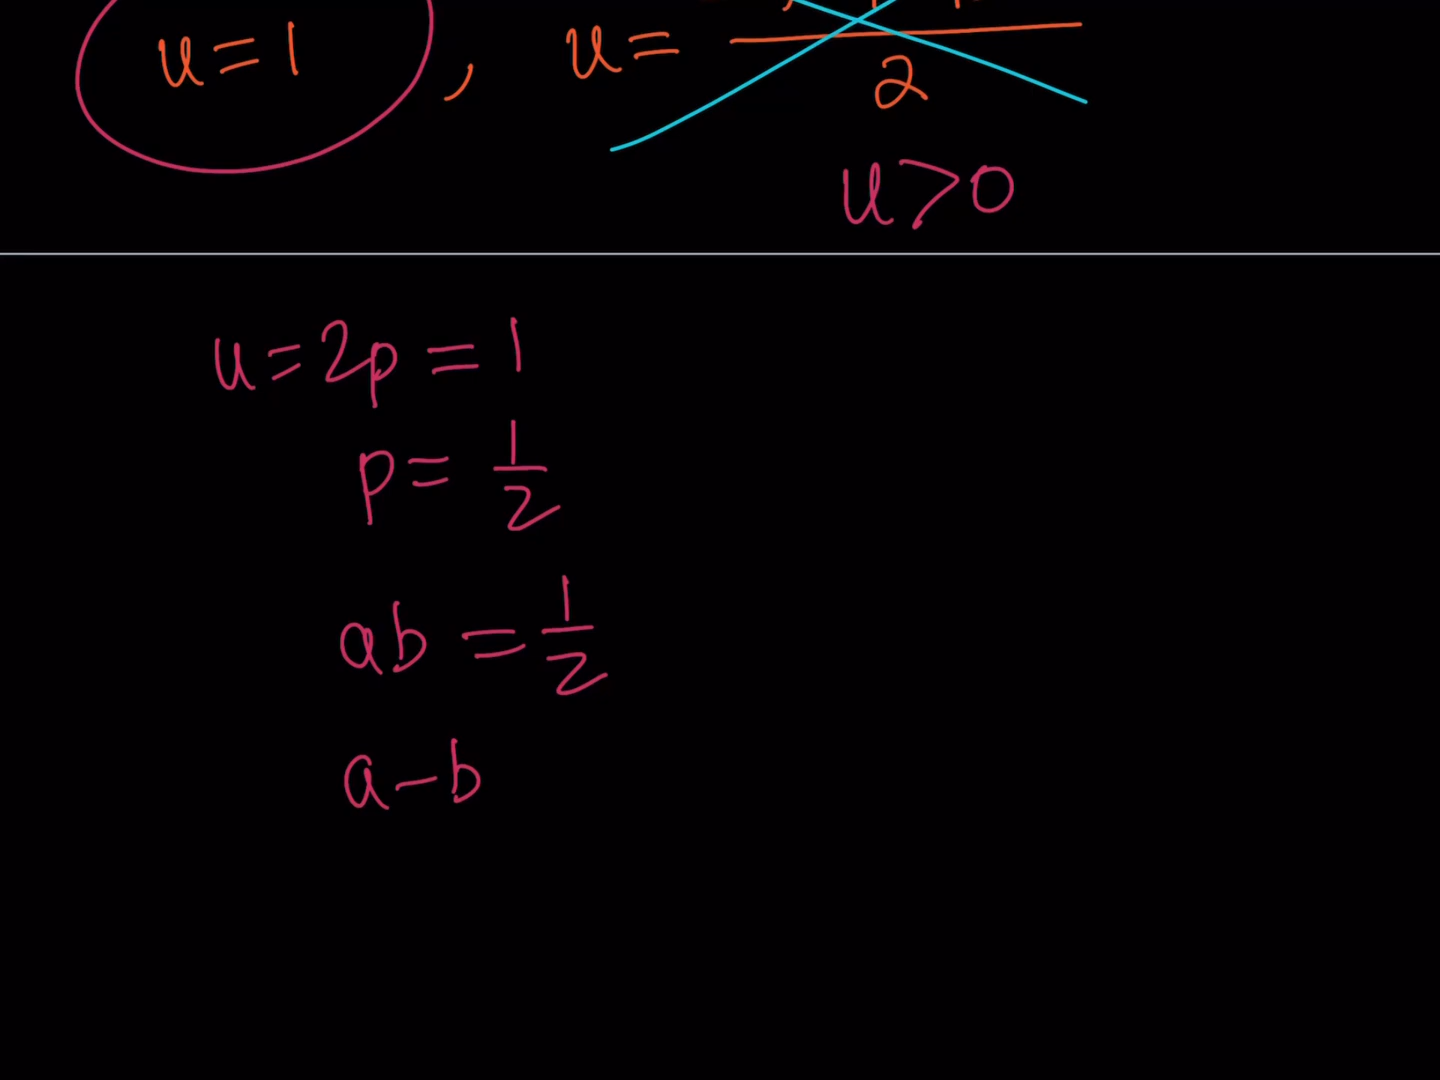 u=1 , u= 2
u>0
u=2p=1
p=1/2
ab=1/2
a-b